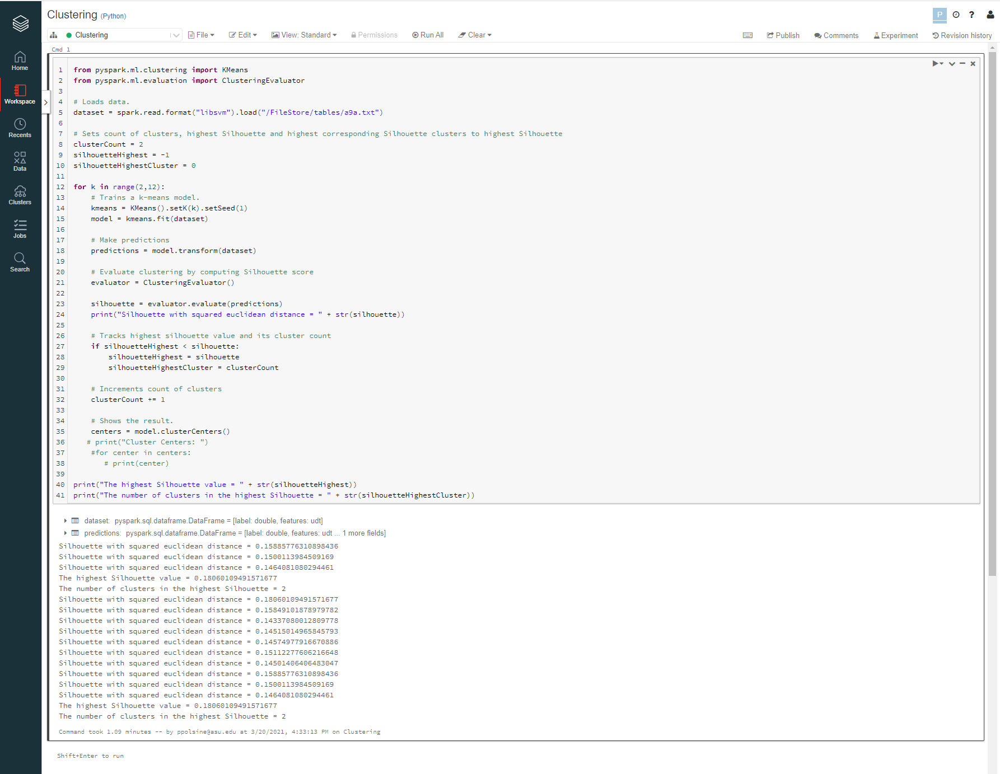 Clustering (Python)
P
?
Clustering
File
Edit
View: Standard
Permissions
Run All
Clear
Publish
Comments
Experiment
Revision history
Home
Workspace
Recents
Data
Clusters
Jobs
Search
Cmd 1
1 from pyspark.ml.clustering import KMeans
2 from pyspark.ml.evaluation import ClusteringEvaluator
3
4 # Loads data.
5 dataset = spark.read.format("libsvm").load("/FileStore/tables/a9a.txt")
6
7 # Sets count of clusters, highest Silhouette and highest corresponding Silhouette clusters to highest Silhouette
8 clusterCount = 2
9 silhouetteHighest = -1
10 silhouetteHighestCluster = 0
11
12 for k in range(2,12):
13     # Trains a k-means model.
14     kmeans = KMeans().setK(k).setSeed(1)
15     model = kmeans.fit(dataset)
16
17     # Make predictions
18     predictions = model.transform(dataset)
19
20     # Evaluate clustering by computing Silhouette score
21     evaluator = ClusteringEvaluator()
22
23     silhouette = evaluator.evaluate(predictions)
24     print("Silhouette with squared euclidean distance = " + str(silhouette))
25
26     # Tracks highest silhouette value and its cluster count
27     if silhouetteHighest < silhouette:
28         silhouetteHighest = silhouette
29         silhouetteHighestCluster = clusterCount
30
31     # Increments count of clusters
32     clusterCount += 1
33
34     # Shows the result.
35     centers = model.clusterCenters()
36    # print("Cluster Centers: ")
37     #for center in centers:
38        # print(center)
39
40 print("The highest Silhouette value = " + str(silhouetteHighest))
41 print("The number of clusters in the highest Silhouette = " + str(silhouetteHighestCluster))
dataset: pyspark.sql.dataframe.DataFrame = [label: double, features: udt]
predictions: pyspark.sql.dataframe.DataFrame = [label: double, features: udt ... 1 more fields]
Silhouette with squared euclidean distance = 0.15885776310898436
Silhouette with squared euclidean distance = 0.1500113984509169
Silhouette with squared euclidean distance = 0.1464081080294461
The highest Silhouette value = 0.18060109491571677
The number of clusters in the highest Silhouette = 2
Silhouette with squared euclidean distance = 0.18060109491571677
Silhouette with squared euclidean distance = 0.15849101878979782
Silhouette with squared euclidean distance = 0.14337080012809778
Silhouette with squared euclidean distance = 0.14515014965845793
Silhouette with squared euclidean distance = 0.14574977916670886
Silhouette with squared euclidean distance = 0.15112277606216648
Silhouette with squared euclidean distance = 0.14501406406483047
Silhouette with squared euclidean distance = 0.15885776310898436
Silhouette with squared euclidean distance = 0.1500113984509169
Silhouette with squared euclidean distance = 0.1464081080294461
The highest Silhouette value = 0.18060109491571677
The number of clusters in the highest Silhouette = 2
Command took 1.09 minutes -- by ppolsine@asu.edu at 3/20/2021, 4:33:13 PM on Clustering
Shift+Enter to run